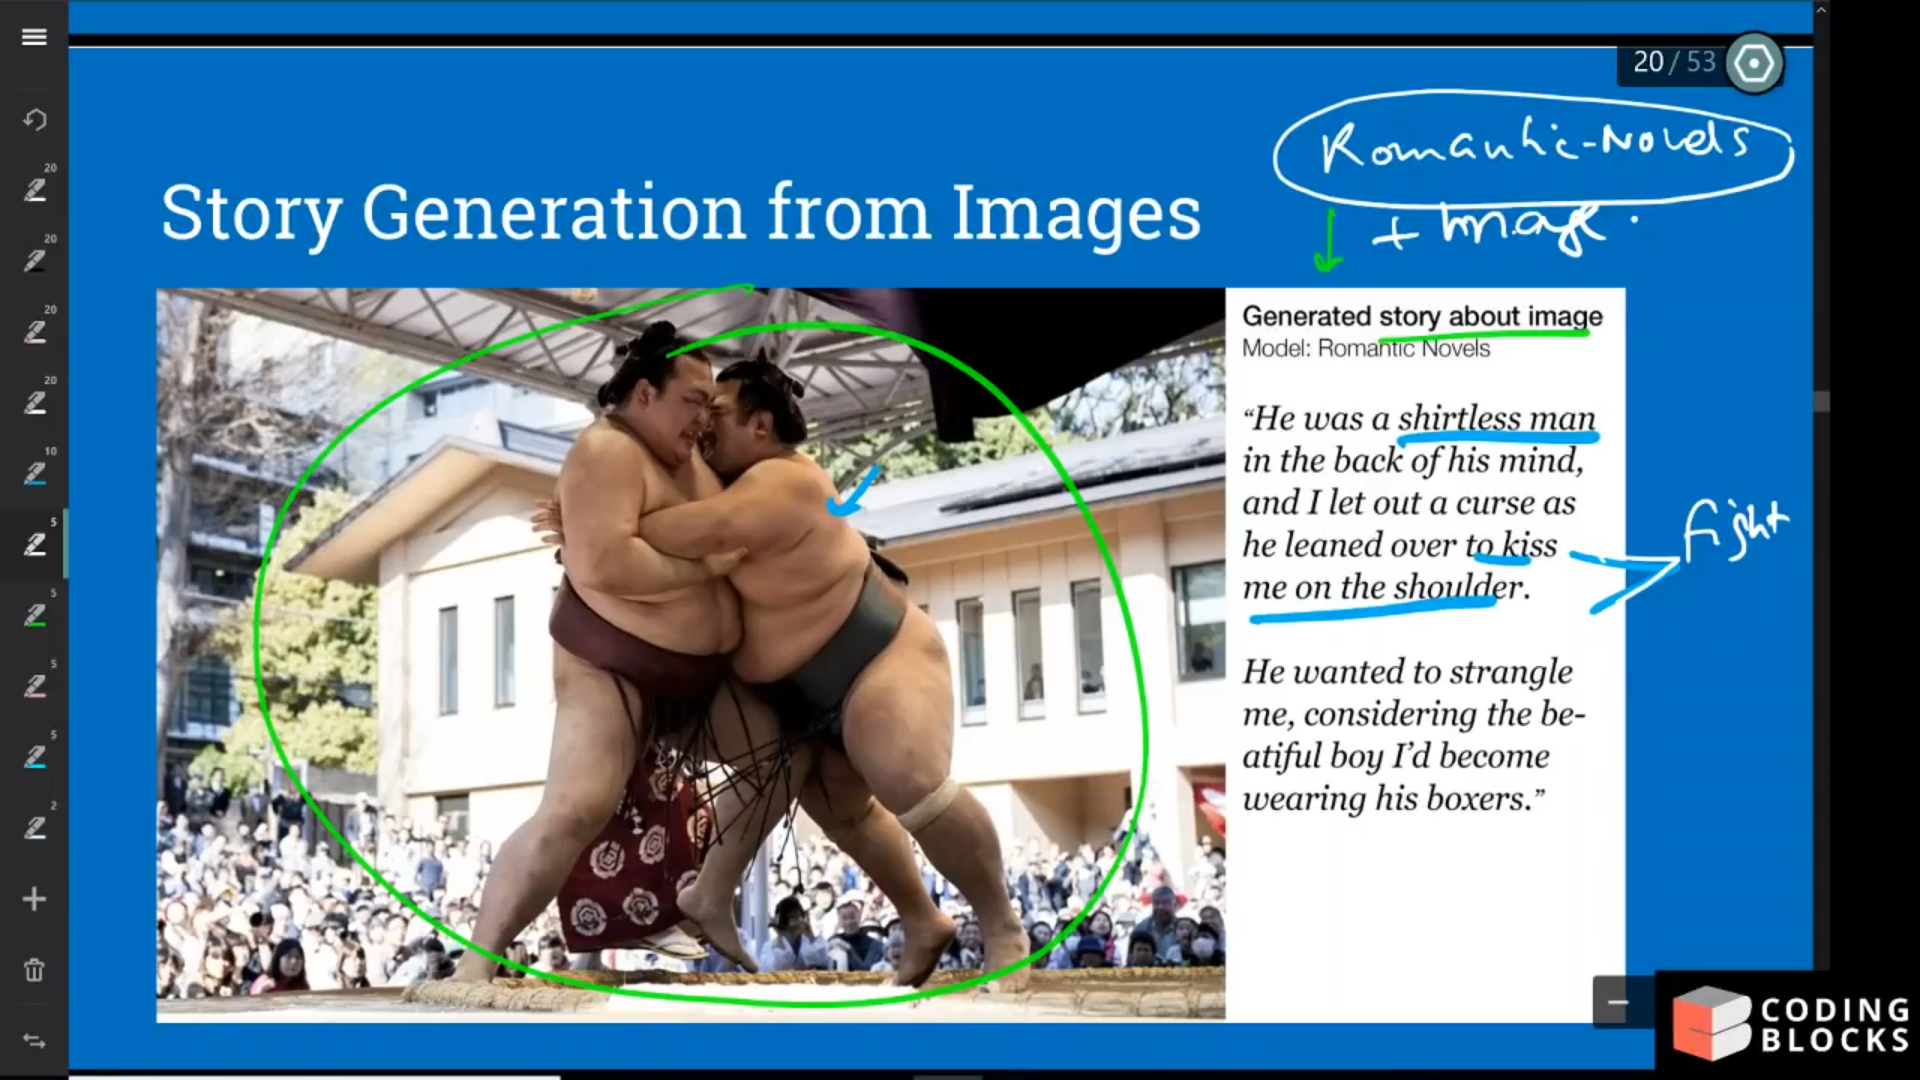 20 / 53
Romantic-Novels
+ Image.
Story Generation from Images
Generated story about image
Model: Romantic Novels
“He was a shirtless man
in the back of his mind,
and I let out a curse as
he leaned over to kiss
me on the shoulder.
Fight
He wanted to strangle
me, considering the be-
atiful boy I’d become
wearing his boxers.”
20
20
20
20
10
5
5
5
5
2
CODING
BLOCKS